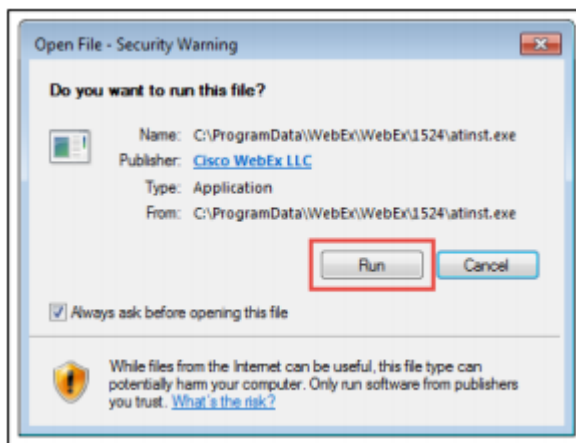 Open File - Security Warning
Do you want to run this file?
Name: C:\ProgramData\WebEx\WebEx\1524\atinst.exe
Publisher: Cisco WebEx LLC
Type: Application
From: C:\ProgramData\WebEx\WebEx\1524\atinst.exe
Run Cancel
Always ask before opening this file
While files from the Internet can be useful, this file type can
potentially harm your computer. Only run software from publishers
you trust. What's the risk?